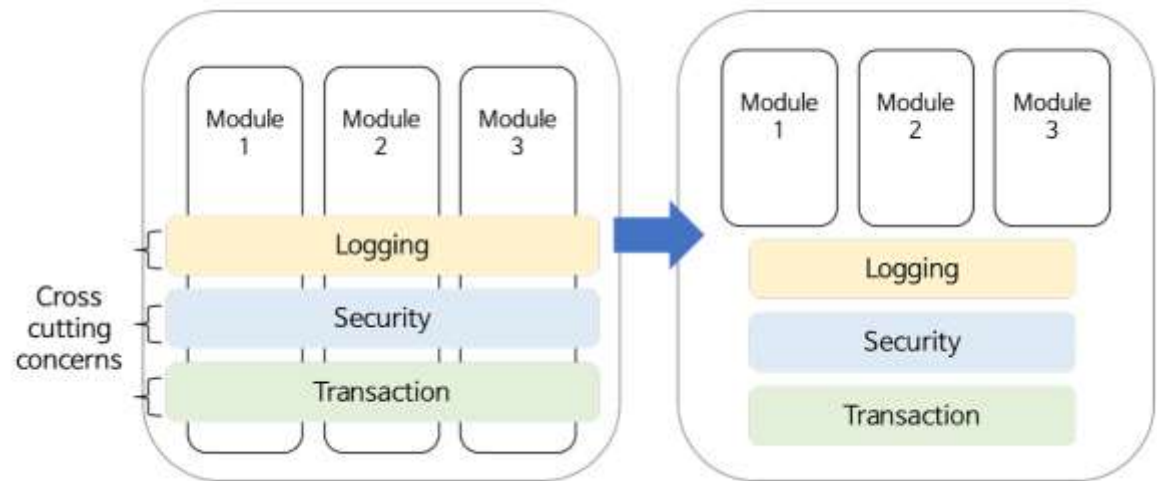 Module
1
Module
2
Module
3
Logging
Security
Transaction
Cross
cutting
concerns
Module
1
Module
2
Module
3
Logging
Security
Transaction